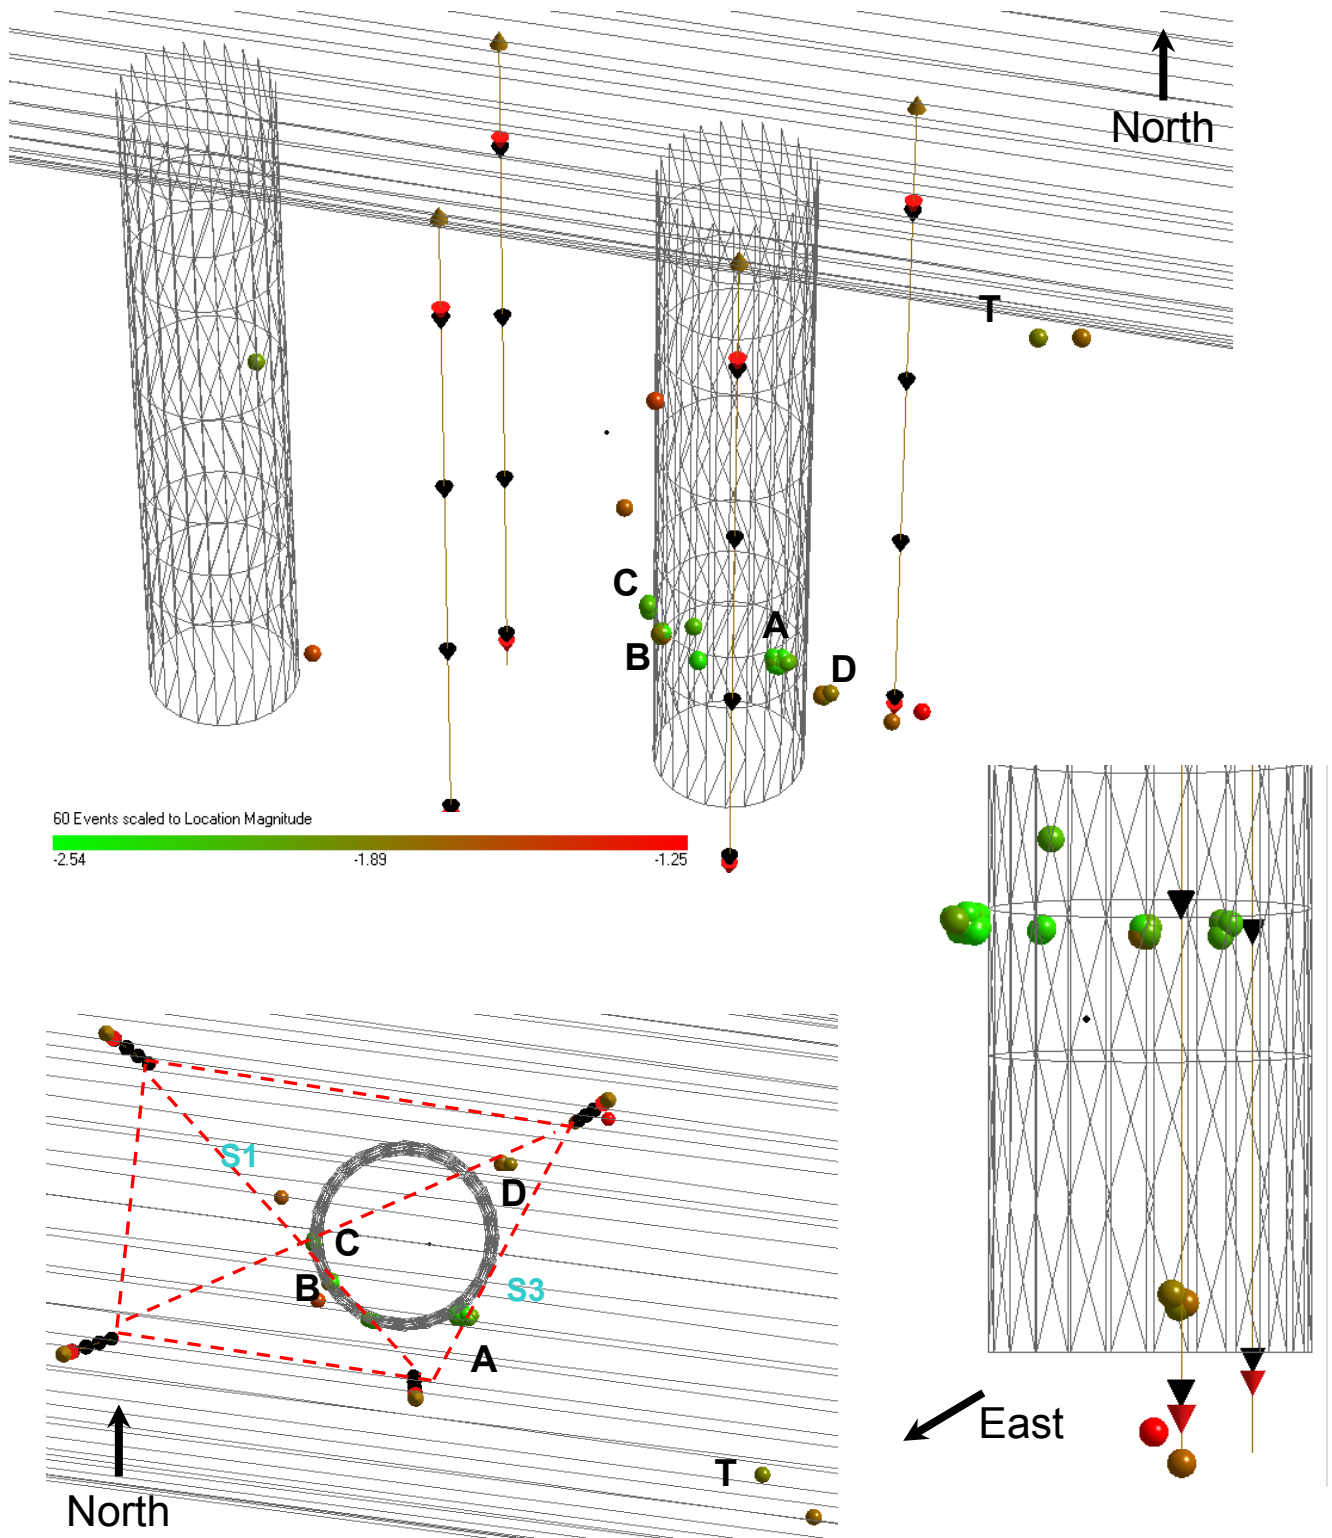 North
T
C
A
B
D
60 Events scaled to Location Magnitude
-2.54 -1.89 -1.25
S1
D
C
B
S3
A
East
T
North